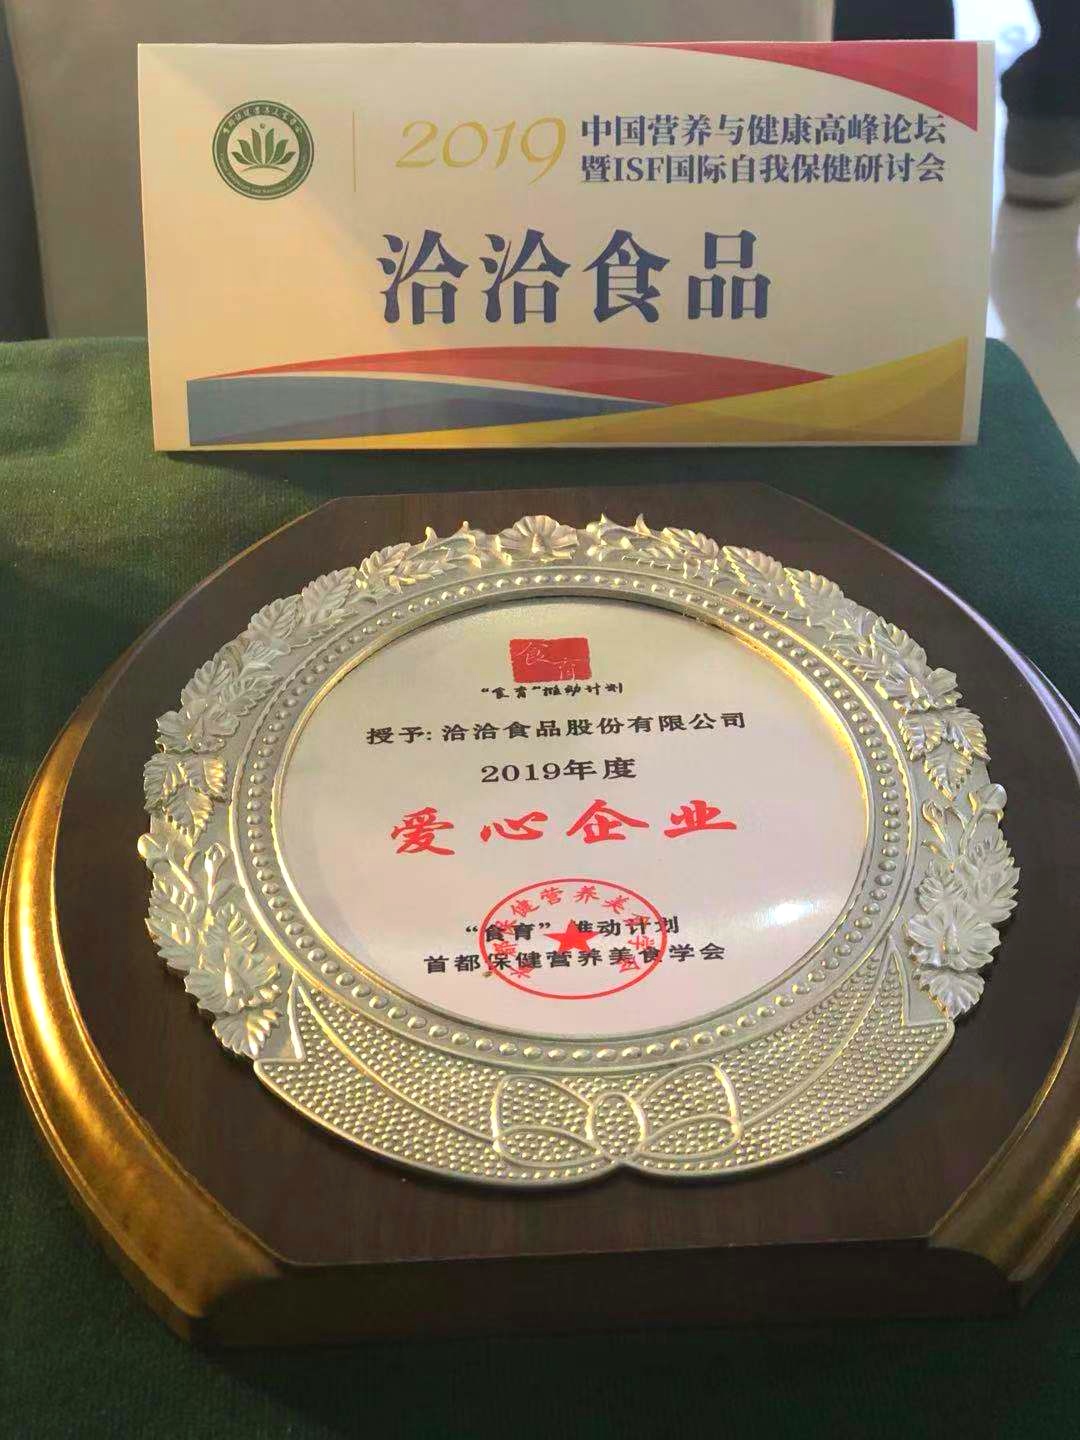 2019
中国营养与健康高峰论坛
暨ISF国际自我保健研讨会
洽洽食品
食育
“食育”推动计划
授予: 洽洽食品股份有限公司
2019年度
爱心企业
“食育”推动计划
首都保健营养美食学会